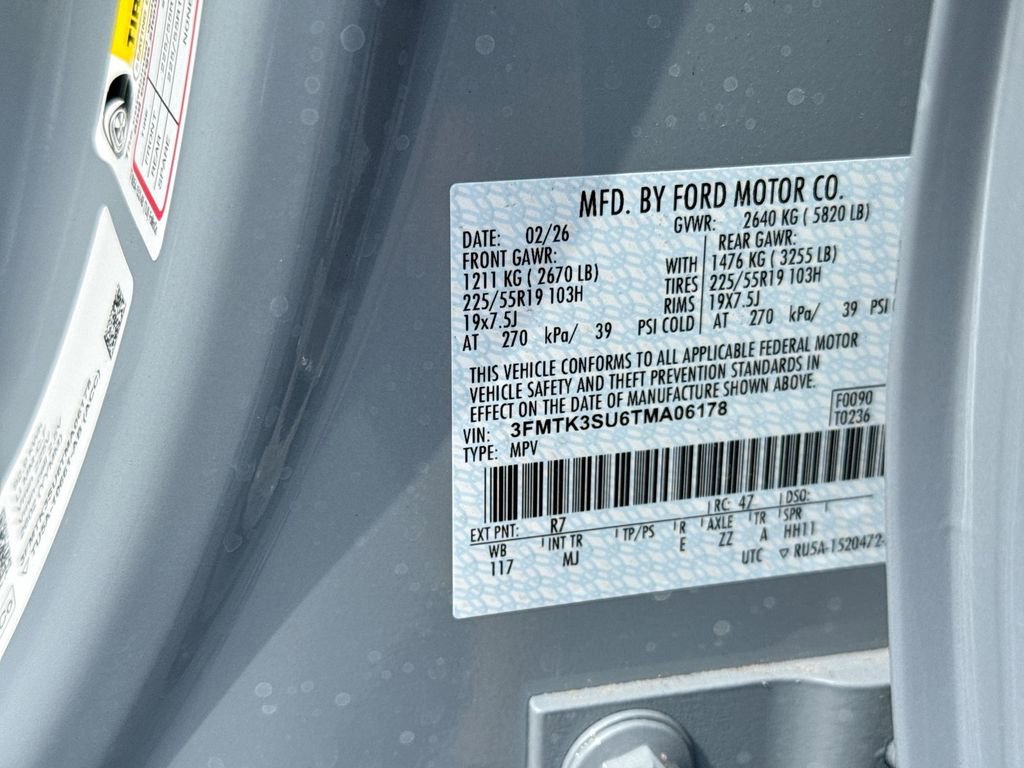 MFD. BY FORD MOTOR CO.
DATE: 02/26
GVWR: 2640 KG ( 5820 LB)
FRONT GAWR:
1211 KG ( 2670 LB)
225/55R19 103H
19x7.5J
AT 270 kPa/ 39 PSI COLD
WITH
TIRES
RIMS
REAR GAWR:
1476 KG ( 3255 LB)
225/55R19 103H
19x7.5J
AT 270 kPa/ 39 PSI
THIS VEHICLE CONFORMS TO ALL APPLICABLE FEDERAL MOTOR
VEHICLE SAFETY AND THEFT PREVENTION STANDARDS IN
EFFECT ON THE DATE OF MANUFACTURE SHOWN ABOVE.
VIN: 3FMTK3SU6TMA06178
TYPE: MPV
F0090
T0236
EXT PNT: R7
RC: 47
DSO:
WB
117
INT TR
MJ
TP/PS
R
E
AXLE
ZZ
TR
A
SPR
HH11
UTC
RU5A-1520472-
SPARE
NONE